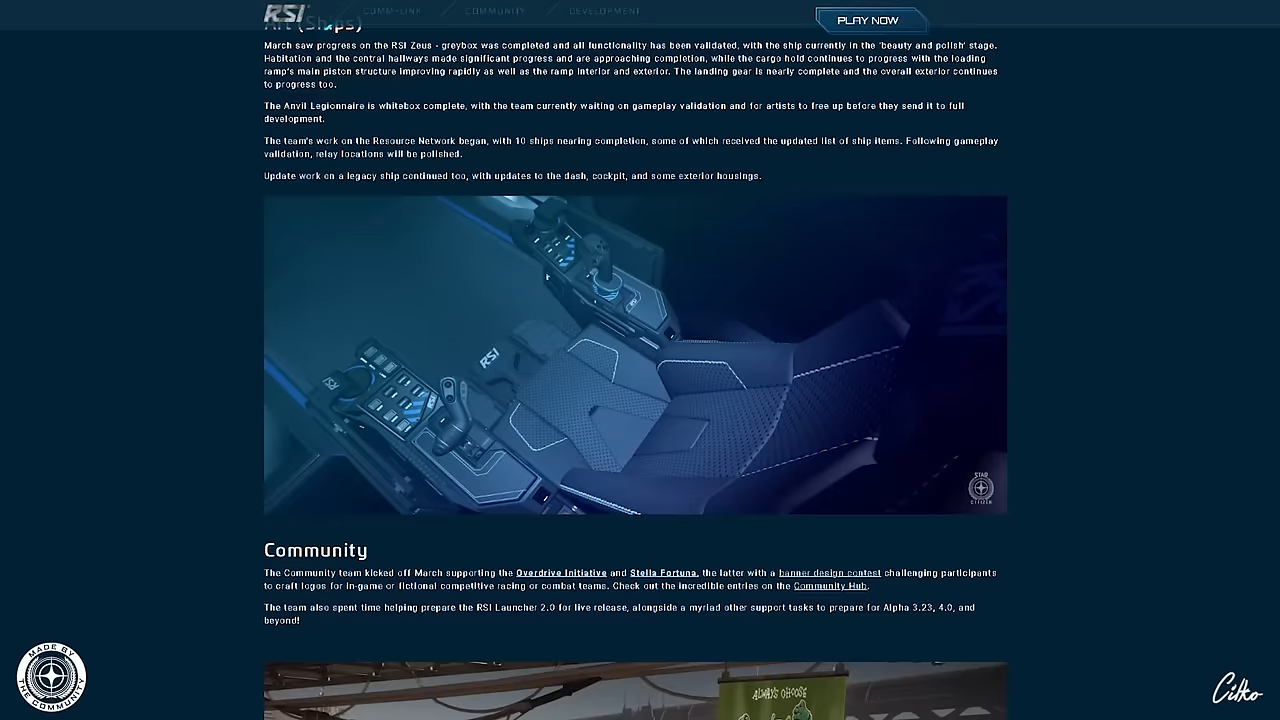 RSI
COMM-LINK
COMMUNITY
DEVELOPMENT
PLAY NOW
Art (Ships)
March saw progress on the RSI Zeus - greybox was completed and all functionality has been validated, with the ship currently in the 'beauty and polish' stage.
Habitation and the central hallways made significant progress and are approaching completion, while the cargo hold continues to progress with the loading
ramp's main piston structure improving rapidly as well as the ramp interior and exterior. The landing gear is nearly complete and the overall exterior continues
to progress too.
The Anvil Legionnaire is whitebox complete, with the team currently waiting on gameplay validation and for artists to free up before they send it to full
development.
The team's work on the Resource Network began, with 10 ships nearing completion, some of which received the updated list of ship items. Following gameplay
validation, relay locations will be polished.
Update work on a legacy ship continued too, with updates to the dash, cockpit, and some exterior housings.
RSI
STAR
CITIZEN
Community
The Community team kicked off March supporting the Overdrive Initiative and Stella Fortuna, the latter with a banner design contest challenging participants
to craft logos for in-game or fictional competitive racing or combat teams. Check out the incredible entries on the Community Hub.
The team also spent time helping prepare the RSI Launcher 2.0 for live release, alongside a myriad other support tasks to prepare for Alpha 3.23, 4.0, and
beyond!
MADE BY
THE COMMUNITY
ALWAYS CHOOSE